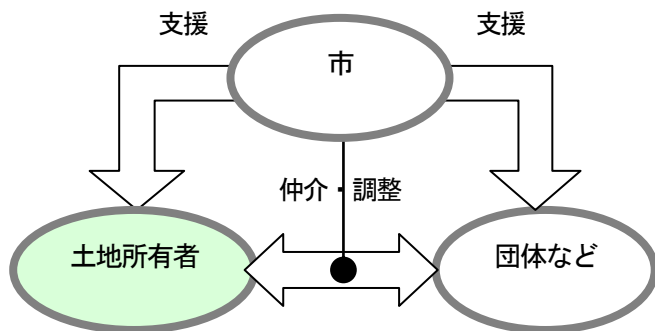 支援
支援
市
仲介・調整
土地所有者
団体など